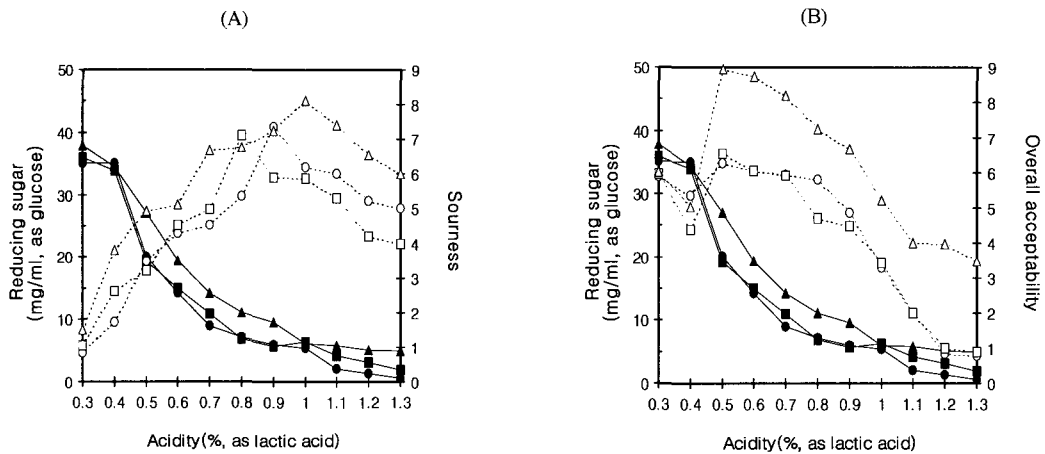 (A)
50
40
30
20
10
0
Reducing sugar
(mg/ml, as glucose)
9
8
7
6
5
4
3
2
1
0
Sourness
0.3 0.4 0.5 0.6 0.7 0.8 0.9 1 1.1 1.2 1.3
Acidity(%, as lactic acid)
(B)
50
40
30
20
10
0
Reducing sugar
(mg/ml, as glucose)
9
8
7
6
5
4
3
2
1
0
Overall acceptability
0.3 0.4 0.5 0.6 0.7 0.8 0.9 1 1.1 1.2 1.3
Acidity(%, as lactic acid)